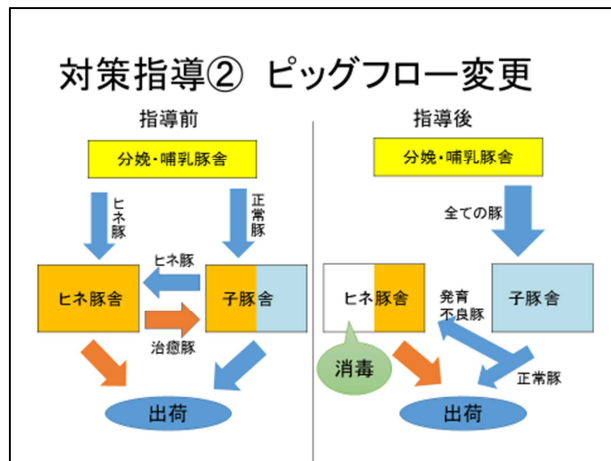 対策指導② ピッグフロー変更
指導前
分娩・哺乳豚舎
ヒネ豚
正常豚
ヒネ豚
ヒネ豚舎
子豚舎
治癒豚
出荷
指導後
分娩・哺乳豚舎
全ての豚
ヒネ豚舎
発育
不良豚
子豚舎
消毒
正常豚
出荷